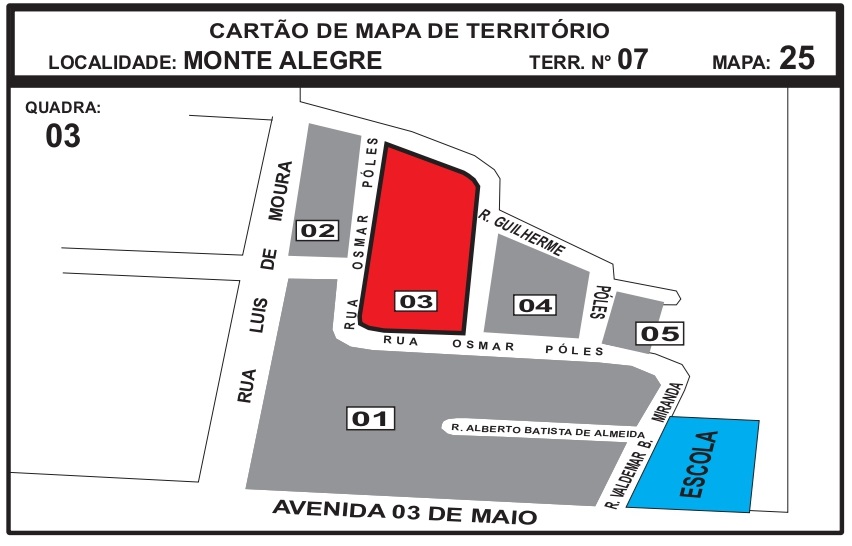 CARTÃO DE MAPA DE TERRITÓRIO
LOCALIDADE: MONTE ALEGRE TERR. N° 07 MAPA: 25
QUADRA:
03
RUA LUIS DE MOURA
02
RUA OSMAR PÓLES
03
R. GUILHERME PÓLES
04
05
RUA OSMAR PÓLES
01
R. ALBERTO BATISTA DE ALMEIDA
R. VALDEMAR B. MIRANDA
ESCOLA
AVENIDA 03 DE MAIO